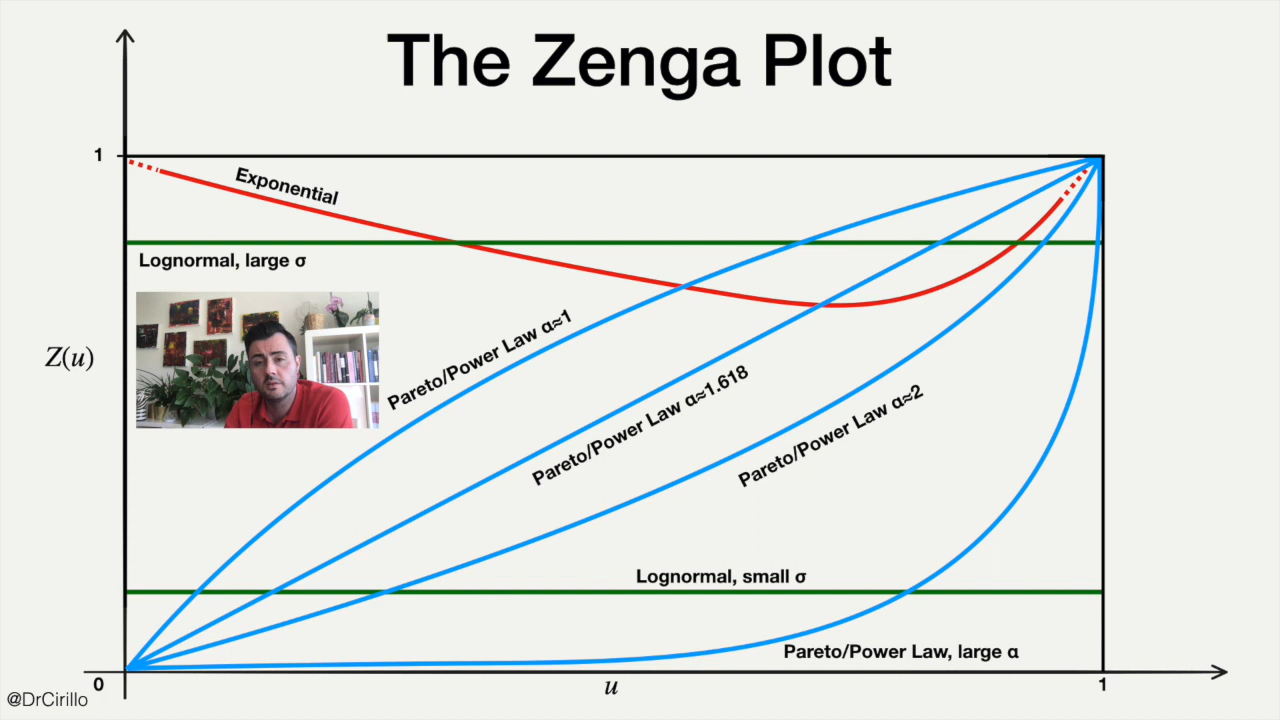 The Zenga Plot
1
Exponential
Lognormal, large σ
Z(u)
Pareto/Power Law α≈1
Pareto/Power Law α≈1.618
Pareto/Power Law α≈2
Lognormal, small σ
Pareto/Power Law, large α
0
u
1
@DrCirillo